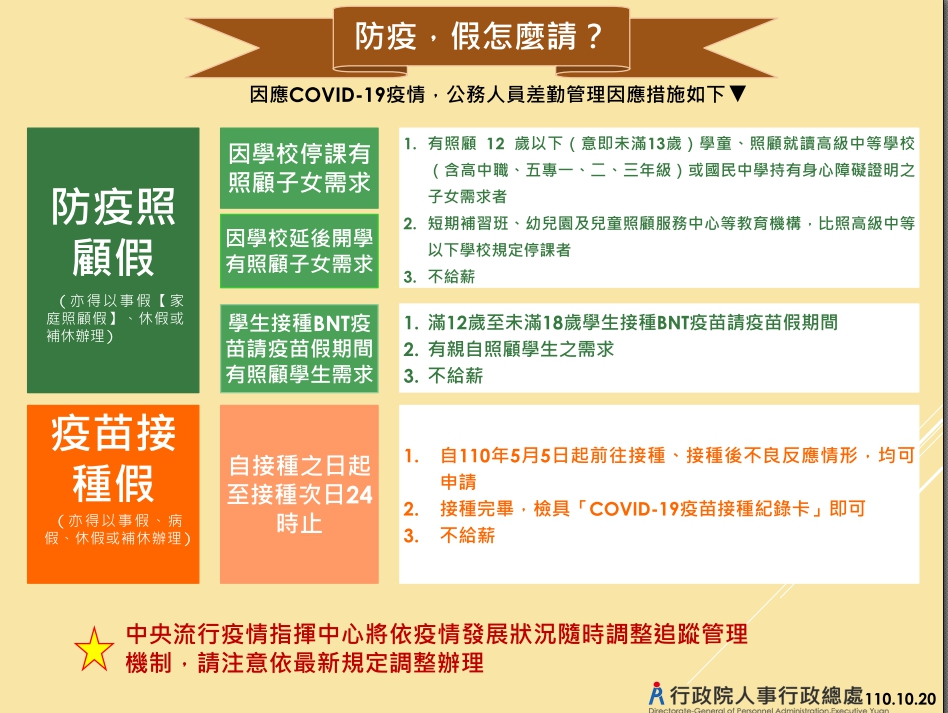 防疫，假怎麼請？
因應COVID-19疫情，公務人員差勤管理因應措施如下▼
防疫照
顧假
（亦得以事假【家
庭照顧假】、休假或
補休辦理）
因學校停課有
照顧子女需求
因學校延後開學
有照顧子女需求
1. 有照顧 12 歲以下（意即未滿13歲）學童、照顧就讀高級中等學校
（含高中職、五專一、二、三年級）或國民中學持有身心障礙證明之
子女需求者
2. 短期補習班、幼兒園及兒童照顧服務中心等教育機構，比照高級中等
以下學校規定停課者
3. 不給薪
學生接種BNT疫
苗請疫苗假期間
有照顧學生需求
1. 滿12歲至未滿18歲學生接種BNT疫苗請疫苗假期間
2. 有親自照顧學生之需求
3. 不給薪
疫苗接
種假
（亦得以事假、病
假、休假或補休辦理）
自接種之日起
至接種次日24
時止
1. 自110年5月5日起前往接種、接種後不良反應情形，均可
申請
2. 接種完畢，檢具「COVID-19疫苗接種紀錄卡」即可
3. 不給薪
中央流行疫情指揮中心將依疫情發展狀況隨時調整追蹤管理
機制，請注意依最新規定調整辦理
行政院人事行政總處110.10.20
Directorate-General of Personnel Administration,Executive Yuan